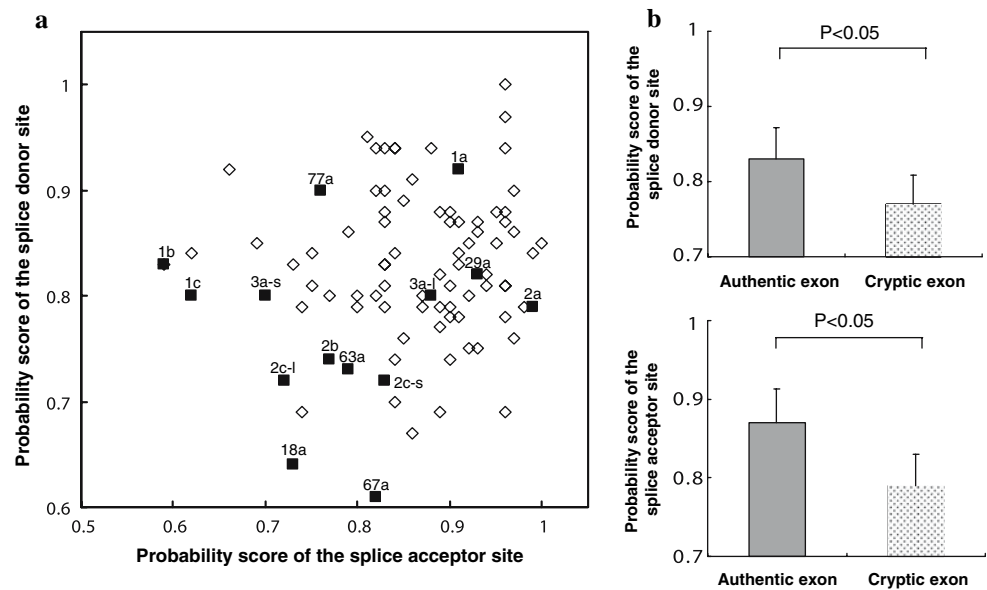 a
Probability score of the splice donor site
1
0.9
0.8
0.7
0.6
0.5
0.6
0.7
0.8
0.9
1
Probability score of the splice acceptor site
1a
77a
1b
1c
3a-s
3a-l
29a
2a
2b
63a
2c-l
2c-s
18a
67a
b
Probability score of the
splice donor site
1
0.9
0.8
0.7
P<0.05
Authentic exon
Cryptic exon
Probability score of the
splice acceptor site
1
0.9
0.8
0.7
P<0.05
Authentic exon
Cryptic exon